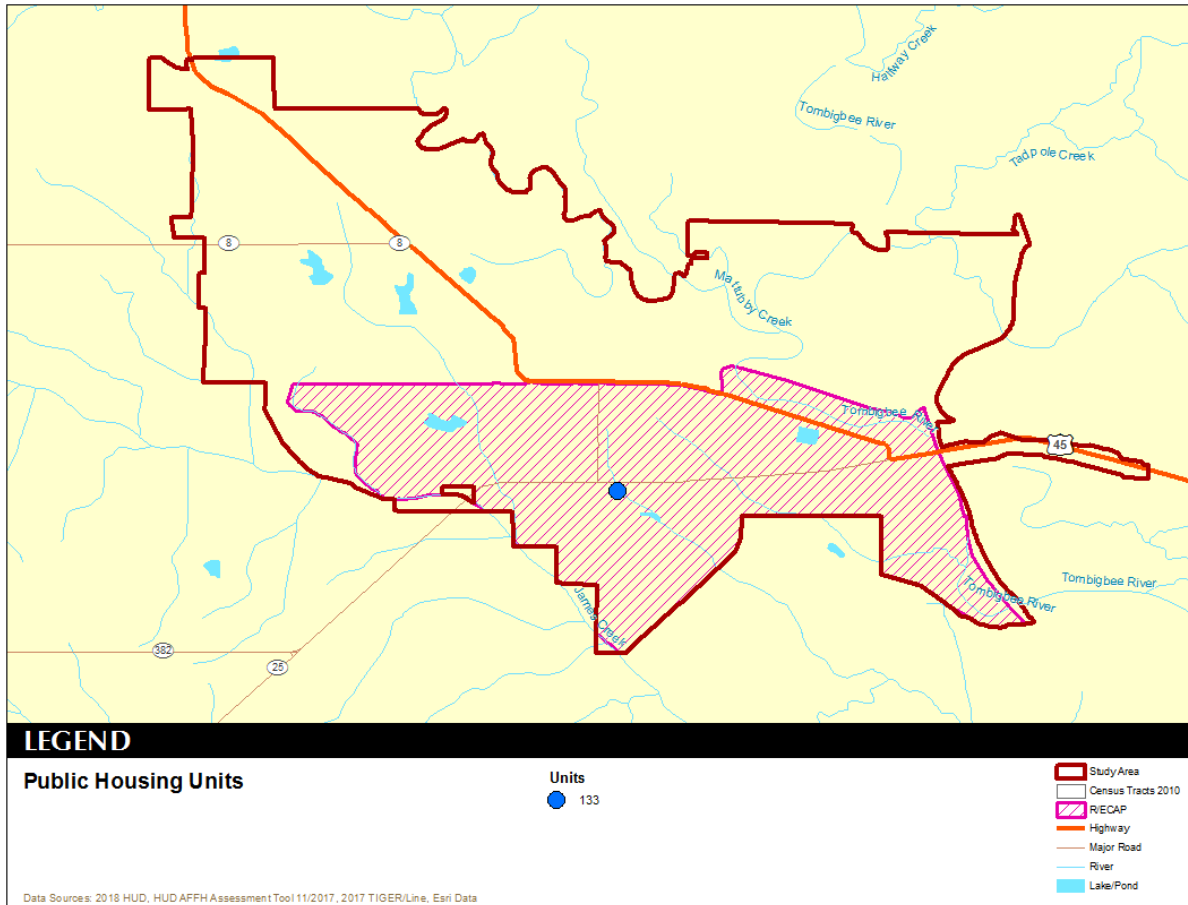 Halfway Creek
Tombigbee River
Tadpole Creek
8
8
Mattubby Creek
Tombigbee River
45
Tombigbee River
Tombigbee River
James Creek
382
25
LEGEND
Public Housing Units
Units
133
Study Area
Census Tracts 2010
R/ECAP
Highway
Major Road
River
Lake/Pond
Data Sources: 2018 HUD, HUD AFFH Assessment Tool 11/2017, 2017 TIGER/Line, Esri Data